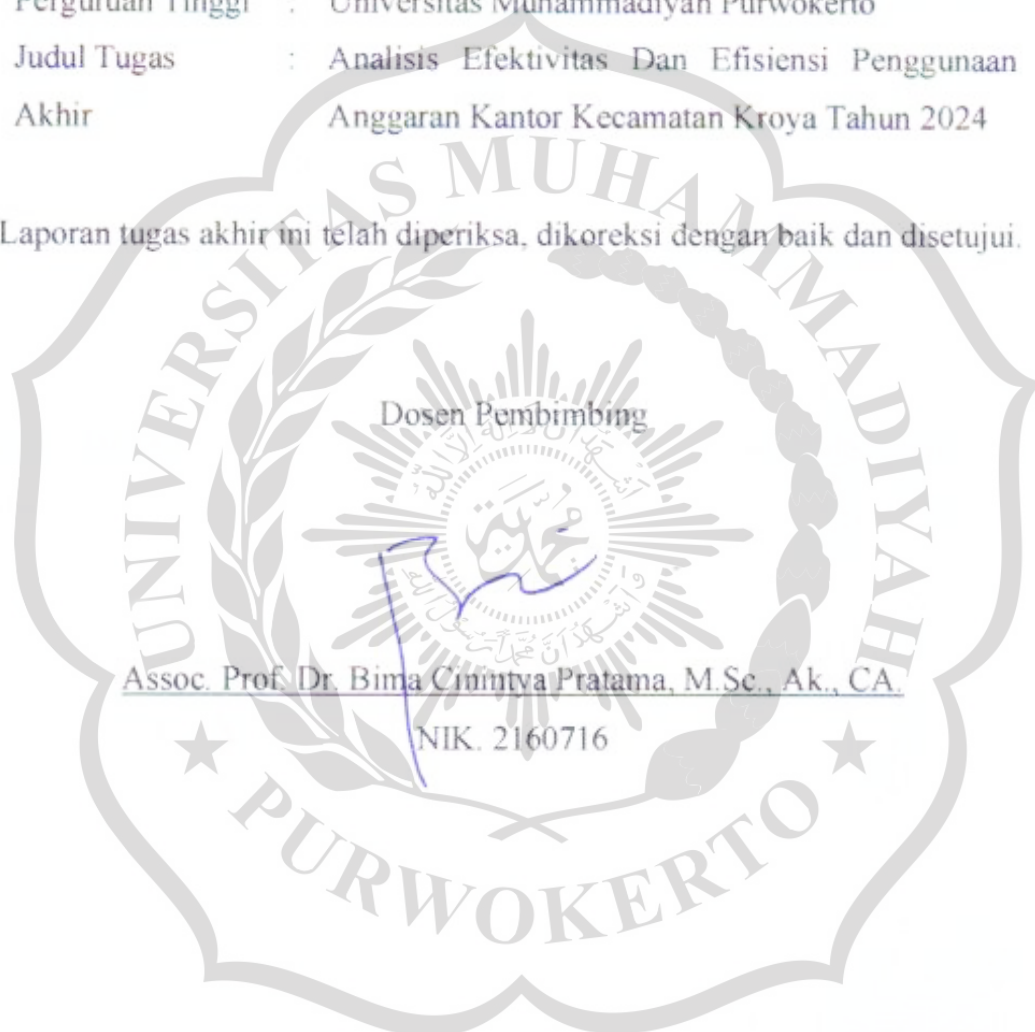 Perguruan Tinggi : Universitas Muhammadiyah Purwokerto
Judul Tugas : Analisis Efektivitas Dan Efisiensi Penggunaan
Akhir Anggaran Kantor Kecamatan Kroya Tahun 2024
Laporan tugas akhir ini telah diperiksa, dikoreksi dengan baik dan disetujui.
Dosen Pembimbing
Assoc. Prof. Dr. Bima Cinintya Pratama, M.Sc., Ak., CA.
NIK. 2160716
UNIVERSITAS MUHAMMADIYAH
★ PURWOKERTO ★
محمدية